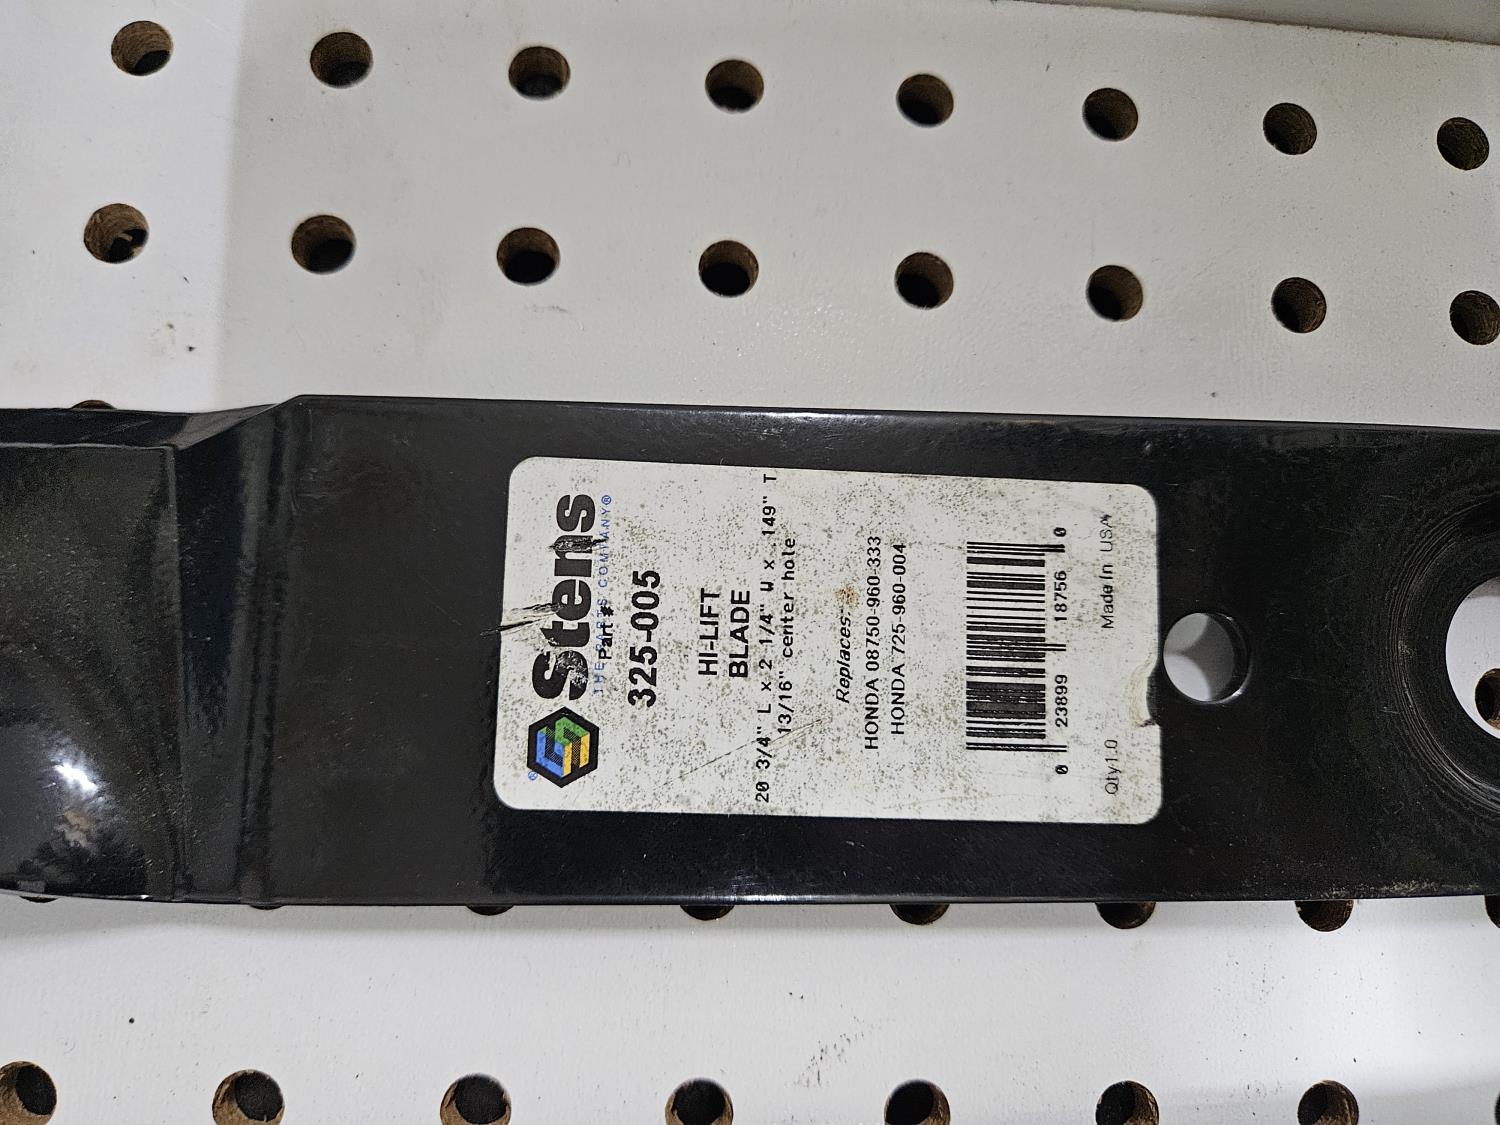 Stens®
THE PARTS COMPANY®
Part #
325-005
HI-LIFT
BLADE
20 3/4" L x 2 1/4" W x .149" T
13/16" center hole
Replaces:
HONDA 08750-960-333
HONDA 725-960-004
0 23899 18756 0
Qty1.0 Made In USA